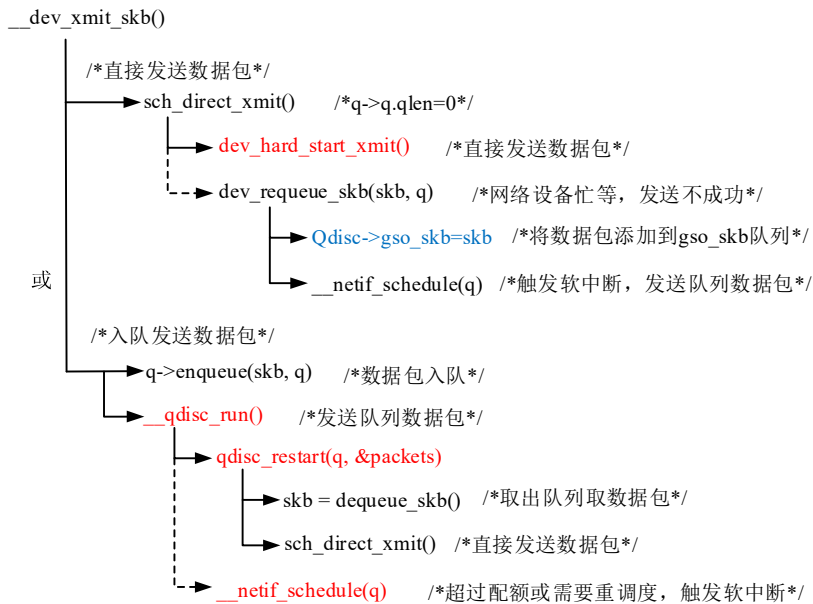 __dev_xmit_skb()
/*直接发送数据包*/
sch_direct_xmit() /*q->q.qlen=0*/
dev_hard_start_xmit() /*直接发送数据包*/
dev_requeue_skb(skb, q) /*网络设备忙等，发送不成功*/
Qdisc->gso_skb=skb /*将数据包添加到gso_skb队列*/
__netif_schedule(q) /*触发软中断，发送队列数据包*/
或
/*入队发送数据包*/
q->enqueue(skb, q) /*数据包入队*/
__qdisc_run() /*发送队列数据包*/
qdisc_restart(q, &packets)
skb = dequeue_skb() /*取出队列取数据包*/
sch_direct_xmit() /*直接发送数据包*/
__netif_schedule(q) /*超过配额或需要重调度，触发软中断*/